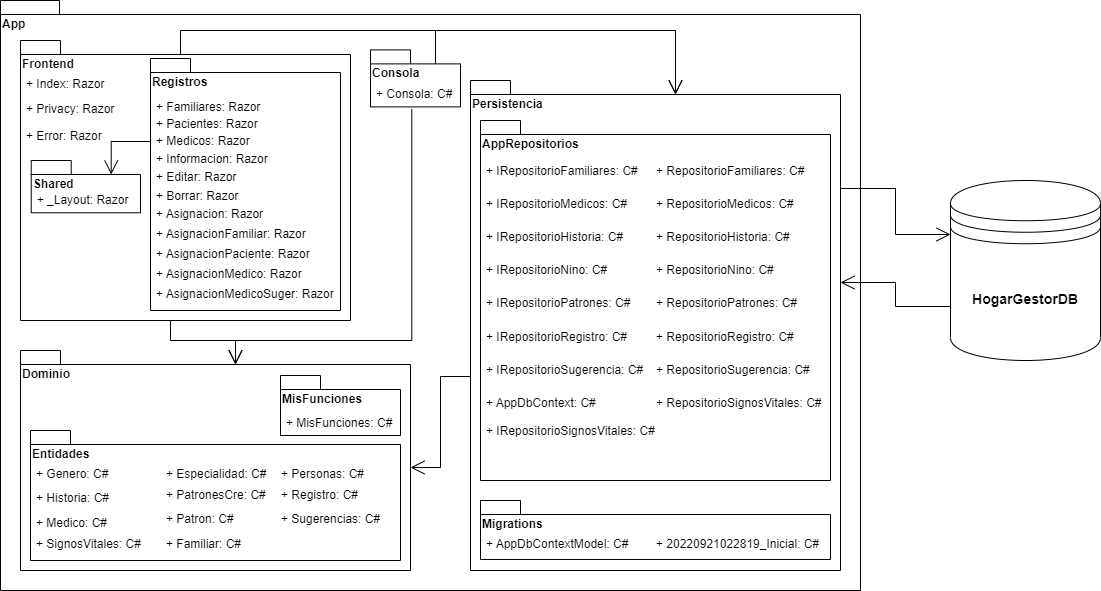 App
Frontend
+ Index: Razor
+ Privacy: Razor
+ Error: Razor
Shared
+ _Layout: Razor
Registros
+ Familiares: Razor
+ Pacientes: Razor
+ Medicos: Razor
+ Informacion: Razor
+ Editar: Razor
+ Borrar: Razor
+ Asignacion: Razor
+ AsignacionFamiliar: Razor
+ AsignacionPaciente: Razor
+ AsignacionMedico: Razor
+ AsignacionMedicoSuger: Razor
Consola
+ Consola: C#
Persistencia
AppRepositorios
+ IRepositorioFamiliares: C#
+ RepositorioFamiliares: C#
+ IRepositorioMedicos: C#
+ RepositorioMedicos: C#
+ IRepositorioHistoria: C#
+ RepositorioHistoria: C#
+ IRepositorioNino: C#
+ RepositorioNino: C#
+ IRepositorioPatrones: C#
+ RepositorioPatrones: C#
+ IRepositorioRegistro: C#
+ RepositorioRegistro: C#
+ IRepositorioSugerencia: C#
+ RepositorioSugerencia: C#
+ AppDbContext: C#
+ RepositorioSignosVitales: C#
+ IRepositorioSignosVitales: C#
Migrations
+ AppDbContextModel: C#
+ 20220921022819_Inicial: C#
HogarGestorDB
Dominio
MisFunciones
+ MisFunciones: C#
Entidades
+ Genero: C#
+ Especialidad: C#
+ Personas: C#
+ Historia: C#
+ PatronesCre: C#
+ Registro: C#
+ Medico: C#
+ Patron: C#
+ Sugerencias: C#
+ SignosVitales: C#
+ Familiar: C#